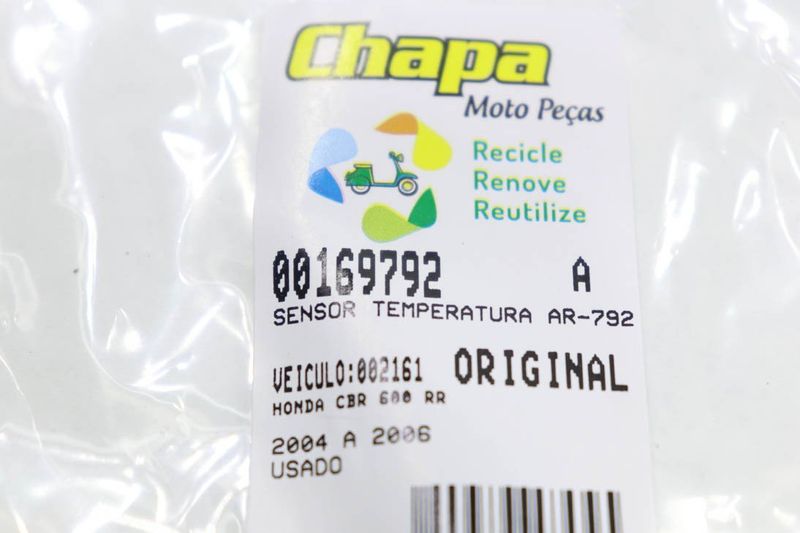 Chapa
Moto Peças
Recicle
Renove
Reutilize
00169792 A
SENSOR TEMPERATURA AR-792
VEICULO:002161 ORIGINAL
HONDA CBR 600 RR
2004 A 2006
USADO